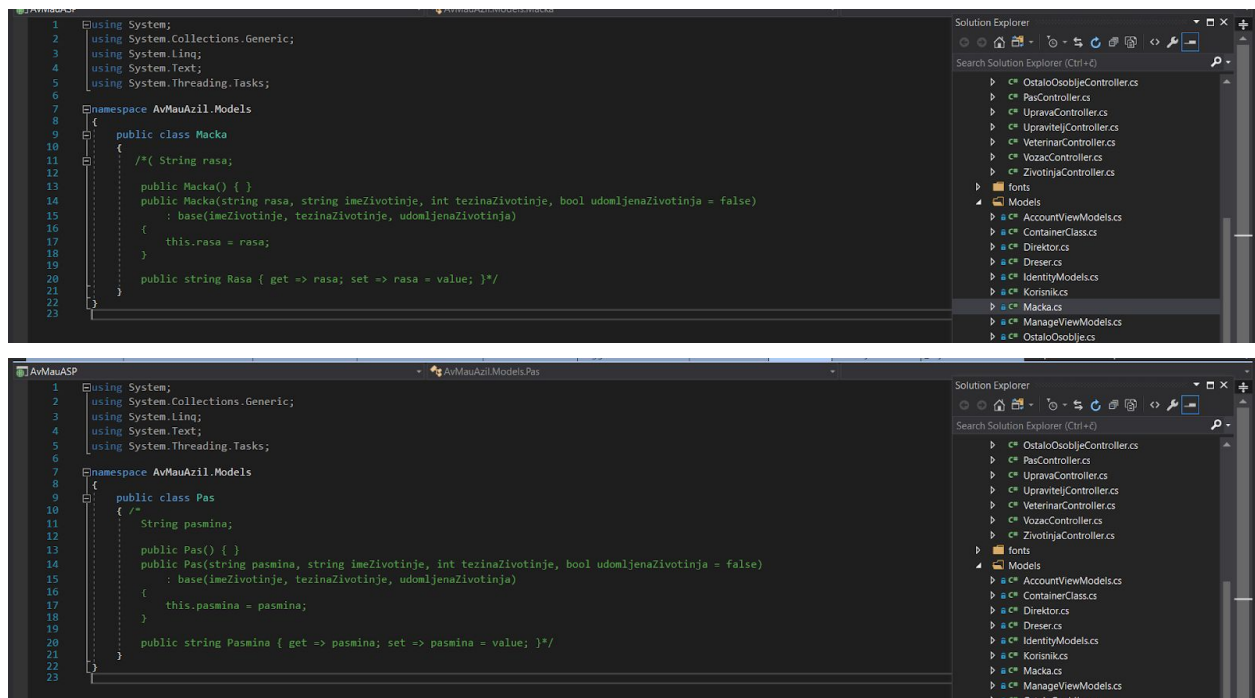 AvMauASP
AvMauAzil.Models.Macka
1 using System;
2 using System.Collections.Generic;
3 using System.Linq;
4 using System.Text;
5 using System.Threading.Tasks;
6
7 namespace AvMauAzil.Models
8 {
9 public class Macka
10 {
11 /*( String rasa;
12
13 public Macka() { }
14 public Macka(string rasa, string imeZivotinje, int tezinaZivotinje, bool udomljenaZivotinja = false)
15 : base(imeZivotinje, tezinaZivotinje, udomljenaZivotinja)
16 {
17 this.rasa = rasa;
18 }
19
20 public string Rasa { get => rasa; set => rasa = value; }*/
21 }
22 }
23
Solution Explorer
Search Solution Explorer (Ctrl+č)
C# OstaloOsobljeController.cs
C# PasController.cs
C# UpravaController.cs
C# UpraviteljController.cs
C# VeterinarController.cs
C# VozacController.cs
C# ZivotinjaController.cs
fonts
Models
C# AccountViewModels.cs
C# ContainerClass.cs
C# Direktor.cs
C# Dreser.cs
C# IdentityModels.cs
C# Korisnik.cs
C# Macka.cs
C# ManageViewModels.cs
C# OstaloOsoblje.cs
AvMauASP
AvMauAzil.Models.Pas
1 using System;
2 using System.Collections.Generic;
3 using System.Linq;
4 using System.Text;
5 using System.Threading.Tasks;
6
7 namespace AvMauAzil.Models
8 {
9 public class Pas
10 { /*
11 String pasmina;
12
13 public Pas() { }
14 public Pas(string pasmina, string imeZivotinje, int tezinaZivotinje, bool udomljenaZivotinja = false)
15 : base(imeZivotinje, tezinaZivotinje, udomljenaZivotinja)
16 {
17 this.pasmina = pasmina;
18 }
19
20 public string Pasmina { get => pasmina; set => pasmina = value; }*/
21 }
22 }
23
Solution Explorer
Search Solution Explorer (Ctrl+č)
C# OstaloOsobljeController.cs
C# PasController.cs
C# UpravaController.cs
C# UpraviteljController.cs
C# VeterinarController.cs
C# VozacController.cs
C# ZivotinjaController.cs
fonts
Models
C# AccountViewModels.cs
C# ContainerClass.cs
C# Direktor.cs
C# Dreser.cs
C# IdentityModels.cs
C# Korisnik.cs
C# Macka.cs
C# ManageViewModels.cs